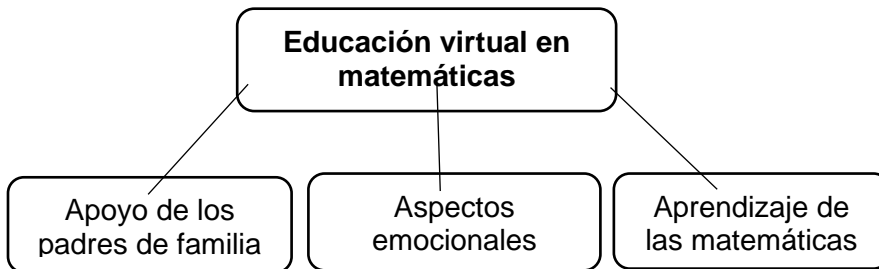 Educación virtual en
matemáticas
Apoyo de los
padres de familia
Aspectos
emocionales
Aprendizaje de
las matemáticas